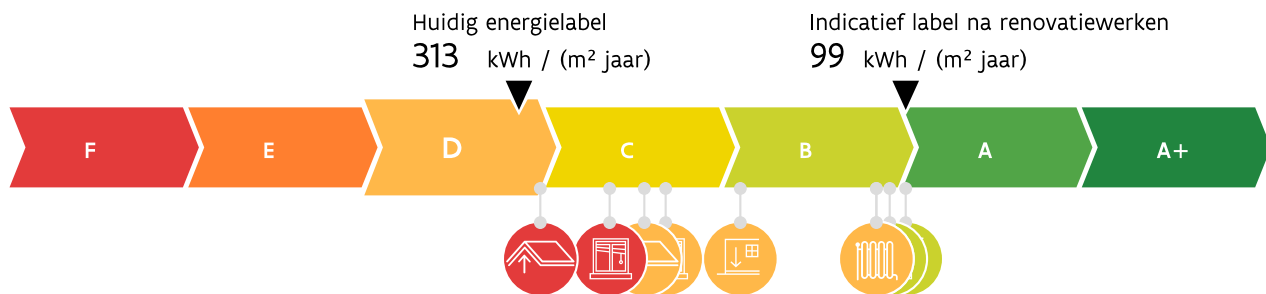 Huidig energielabel
313 kWh / (m² jaar)
Indicatief label na renovatiewerken
99 kWh / (m² jaar)
F E D C B A A+